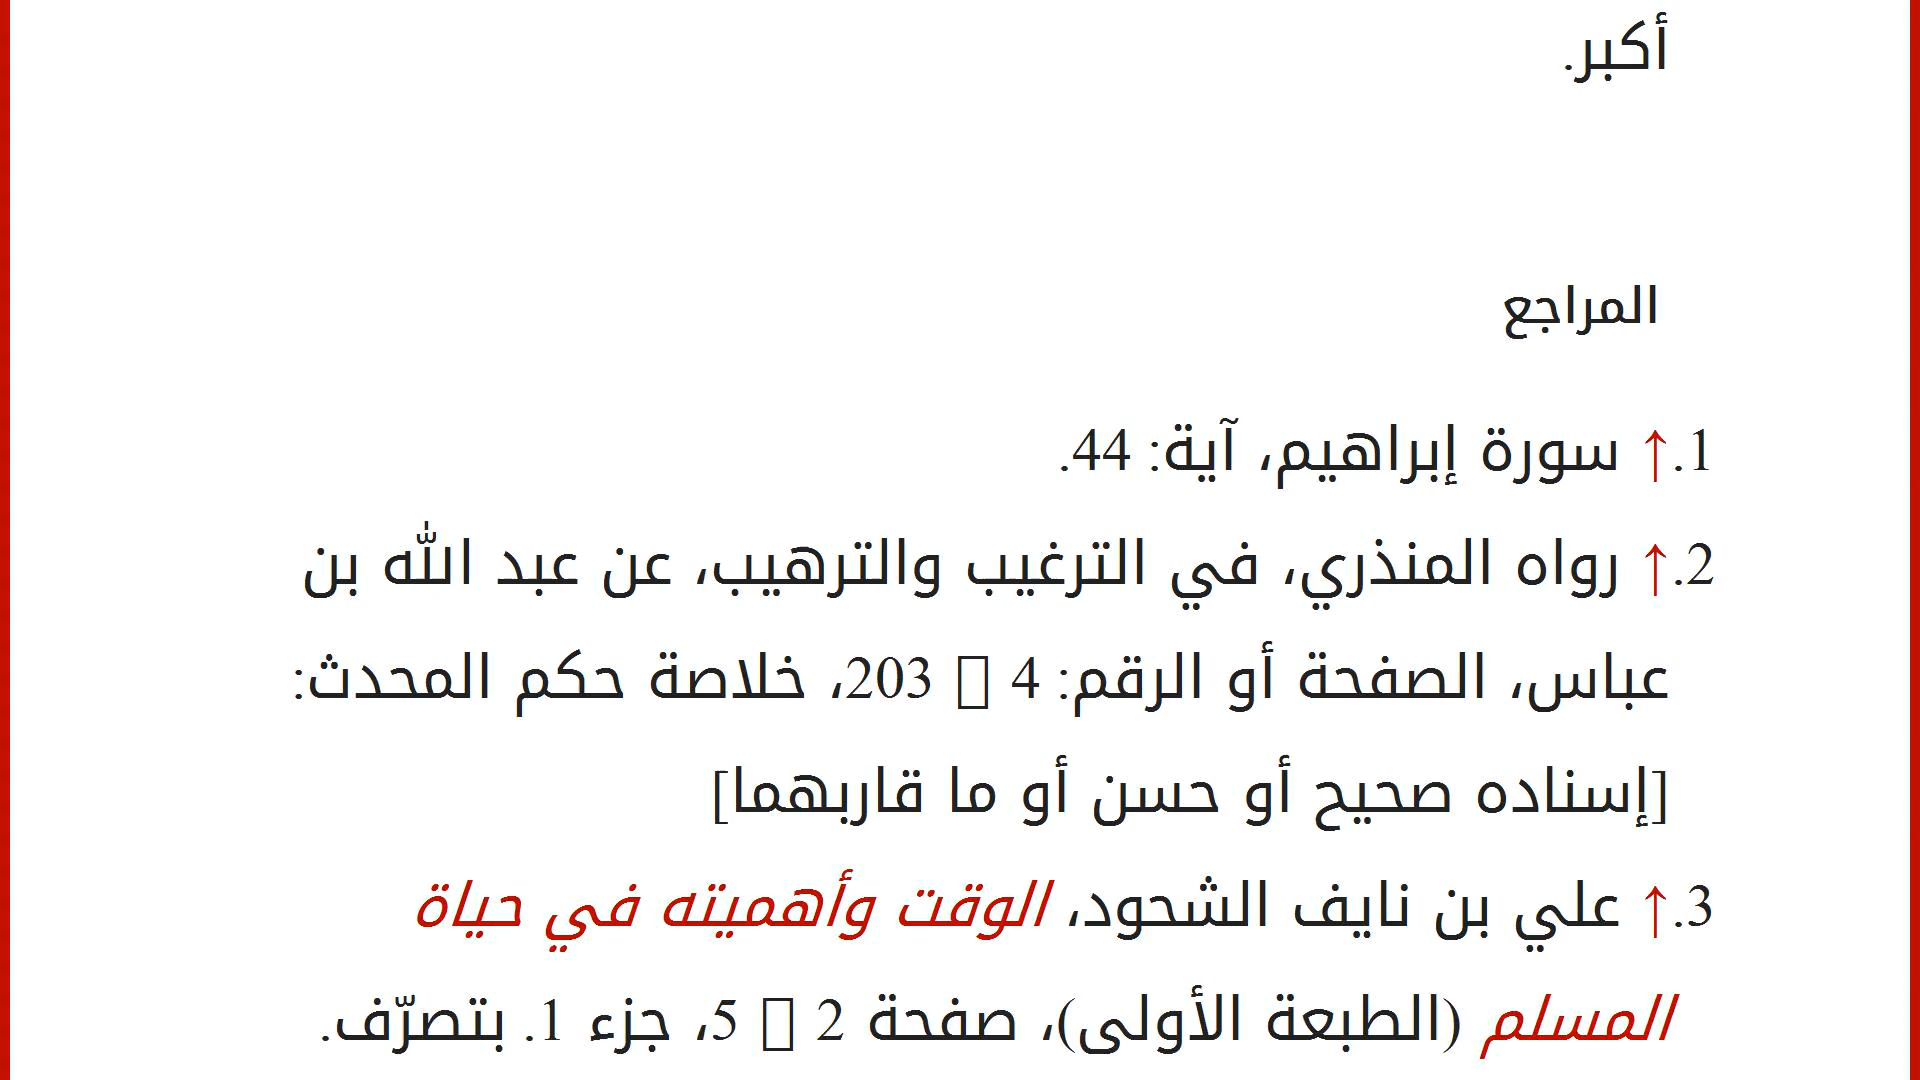 أكبر.
المراجع
1.↑ سورة إبراهيم، آية: 44.
2.↑ رواه المنذري، في الترغيب والترهيب، عن عبد الله بن
عباس، الصفحة أو الرقم: 4 ▯ 203، خلاصة حكم المحدث:
[إسناده صحيح أو حسن أو ما قاربهما]
3.↑ علي بن نايف الشحود، الوقت وأهميته في حياة
المسلم (الطبعة الأولى)، صفحة 2 ▯ 5، جزء 1. بتصرّف.